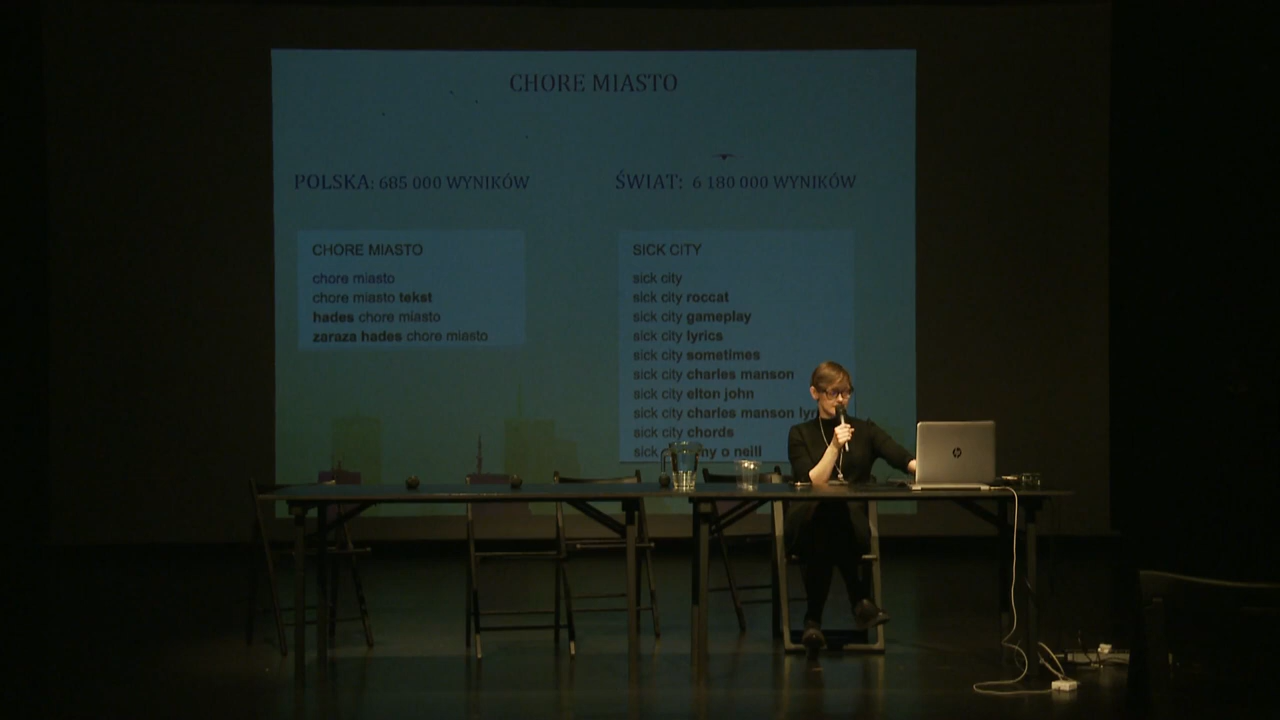 CHORE MIASTO
POLSKA: 685 000 WYNIKÓW
ŚWIAT: 6 180 000 WYNIKÓW
CHORE MIASTO
chore miasto
chore miasto tekst
hades chore miasto
zaraza hades chore miasto
SICK CITY
sick city
sick city roccat
sick city gameplay
sick city lyrics
sick city sometimes
sick city charles manson
sick city elton john
sick city charles manson
sick city chords
sick o neill
hp